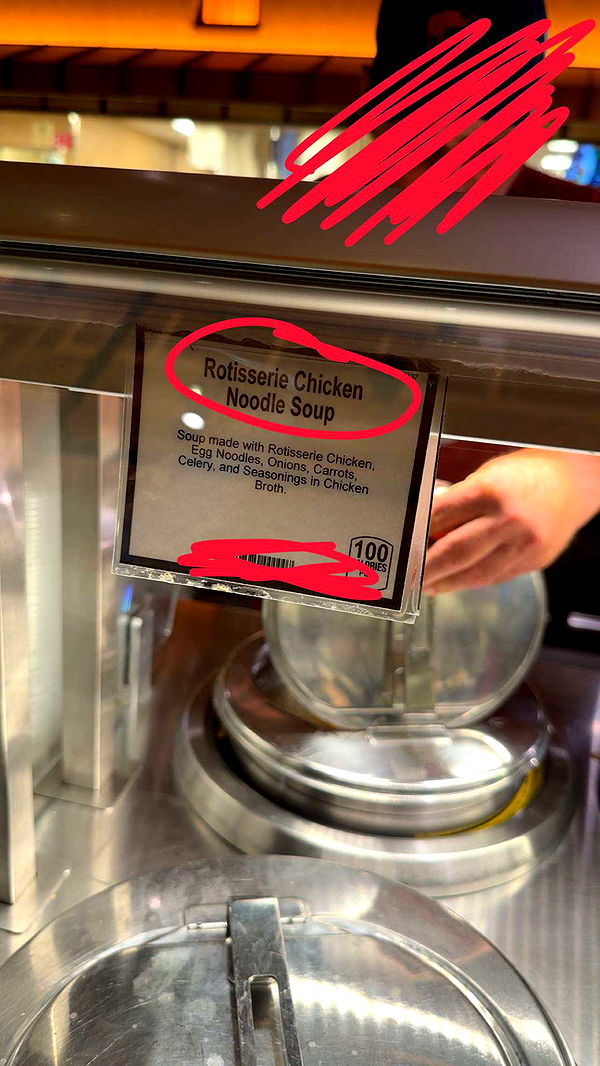 Rotisserie Chicken
Noodle Soup
Soup made with Rotisserie Chicken,
Egg Noodles, Onions, Carrots,
Celery, and Seasonings in Chicken
Broth.
100
CALORIES